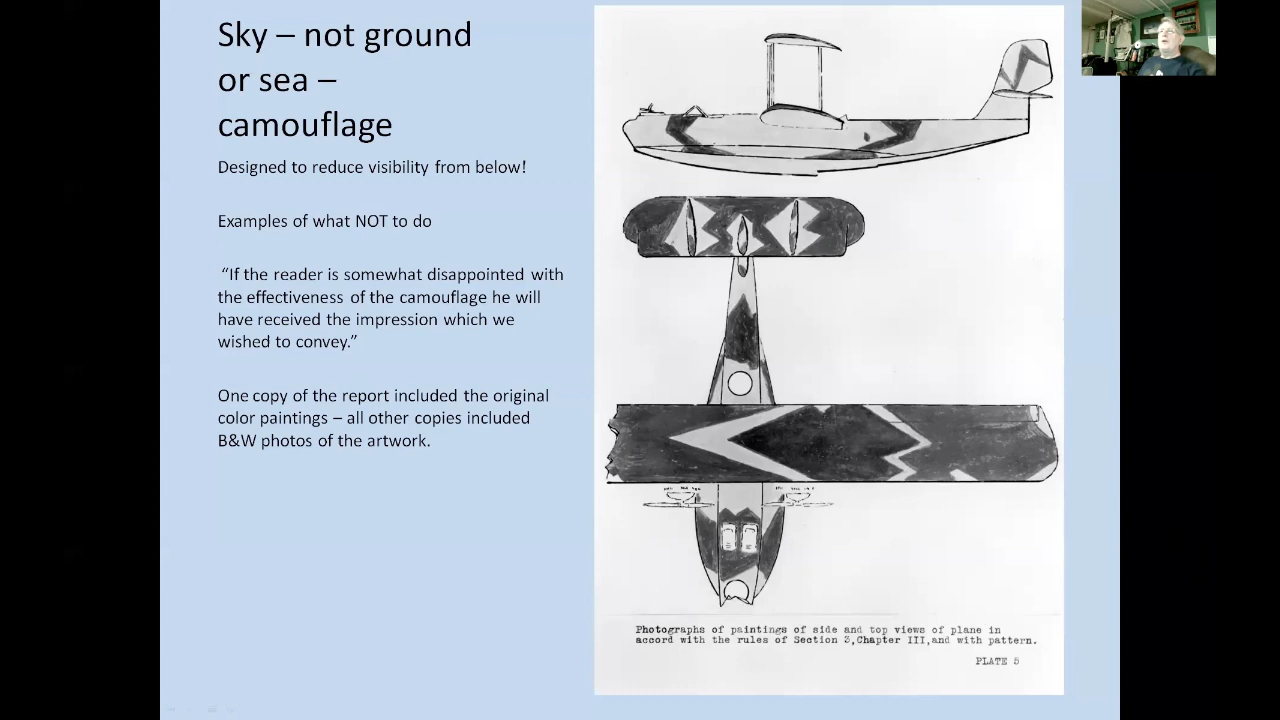 Sky – not ground
or sea –
camouflage
Designed to reduce visibility from below!
Examples of what NOT to do
“If the reader is somewhat disappointed with
the effectiveness of the camouflage he will
have received the impression which we
wished to convey.”
One copy of the report included the original
color paintings – all other copies included
B&W photos of the artwork.
Photographs of paintings of side and top views of plane in
accord with the rules of Section 3,Chapter III,and with pattern.
PLATE 5